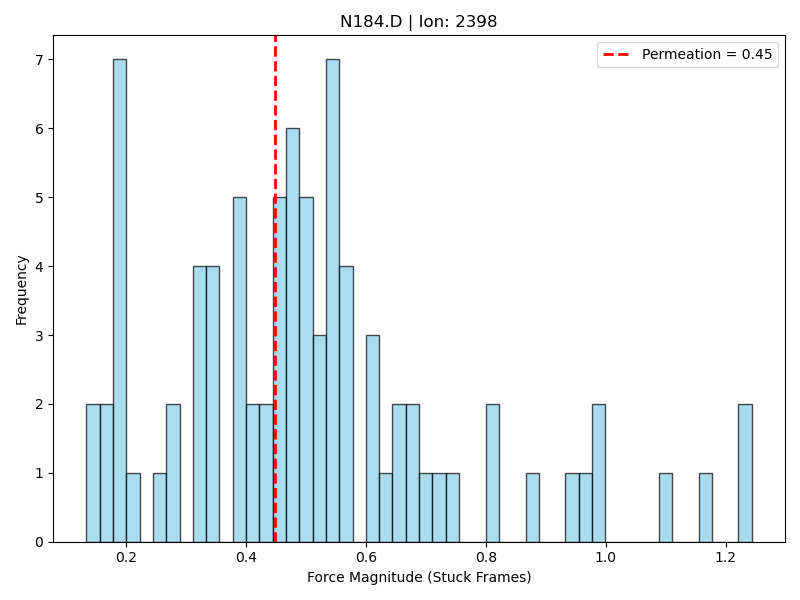 N184.D | Ion: 2398
Permeation = 0.45
Frequency
7
6
5
4
3
2
1
0
0.2 0.4 0.6 0.8 1.0 1.2
Force Magnitude (Stuck Frames)